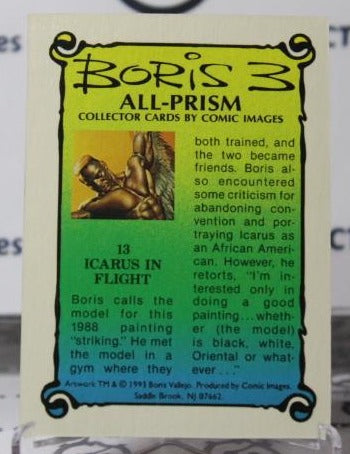 BORIS 3
ALL-PRISM
COLLECTOR CARDS BY COMIC IMAGES
13
ICARUS IN
FLIGHT
Boris calls the
model for this
1988 painting
"striking." He met
the model in a
gym where they
both trained, and
the two became
friends. Boris al-
so encountered
some criticism for
abandoning con-
vention and por-
traying Icarus as
an African Ameri-
can. However, he
retorts, "I'm in-
terested only in
doing a good
painting...wheth-
er (the model)
is black, white,
Oriental or what-
ever..."
Artwork TM & © 1993 Boris Vallejo. Produced by Comic Images.
Saddle Brook, NJ 07662